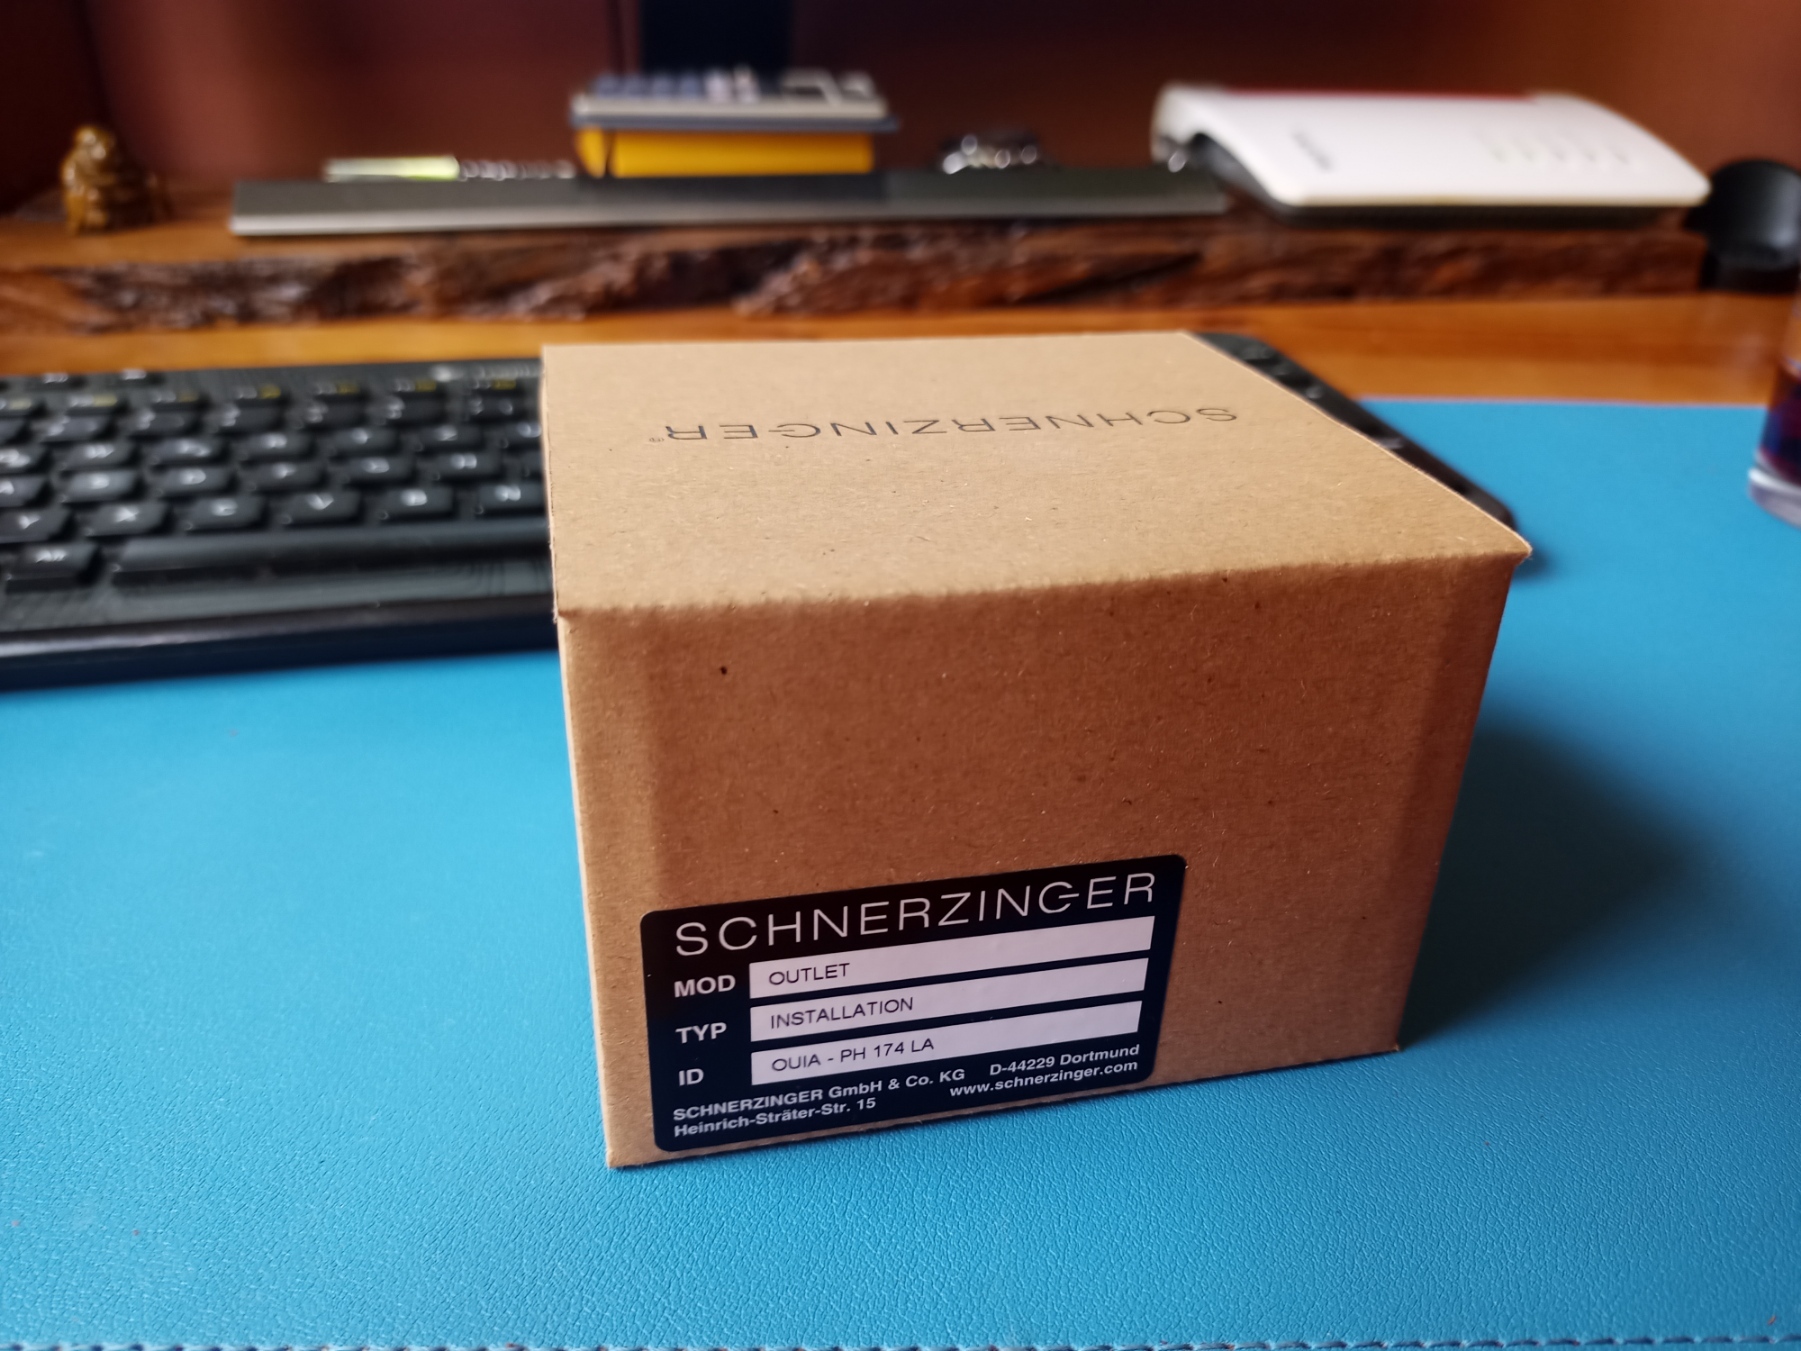 SCHNERZINGER®
SCHNERZINGER
MOD OUTLET
TYP INSTALLATION
ID OUIA - PH 174 LA
SCHNERZINGER GmbH & Co. KG D-44229 Dortmund
Heinrich-Sträter-Str. 15 www.schnerzinger.com
Alt
Y X C V B N